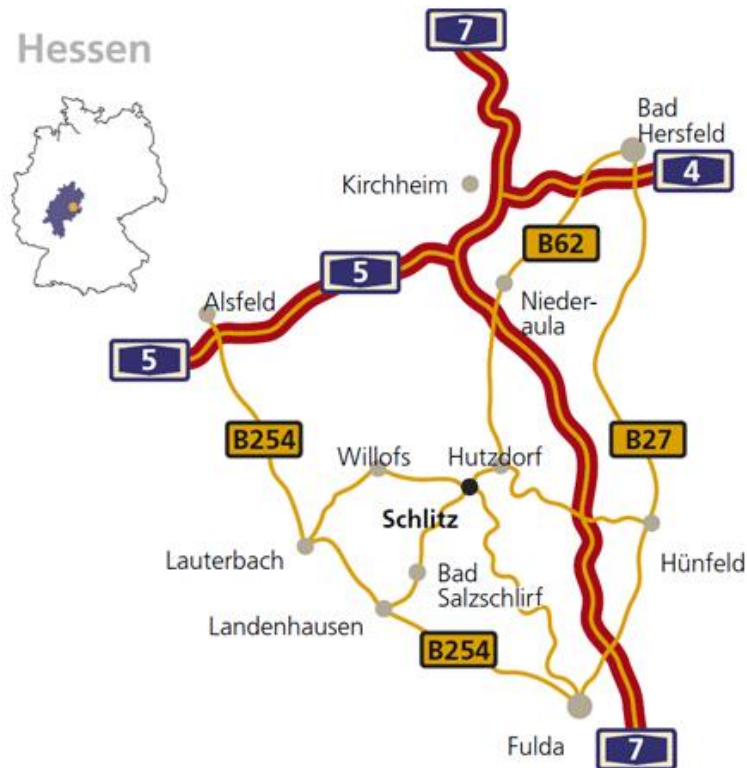 7
Hessen
Bad
Hersfeld
4
Kirchheim
B62
5
Nieder-
aula
Alsfeld
5
B254
B27
Willofs
Hutzdorf
Schlitz
Lauterbach
Hünfeld
Bad
Salzschlirf
Landenhausen
B254
Fulda
7